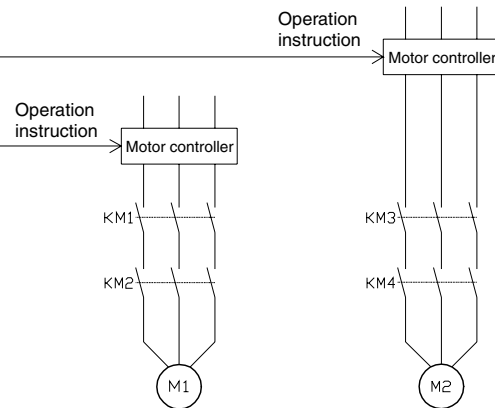 Operation
instruction
Motor controller
Operation
instruction
Motor controller
KM1
KM3
KM2
KM4
M1
M2